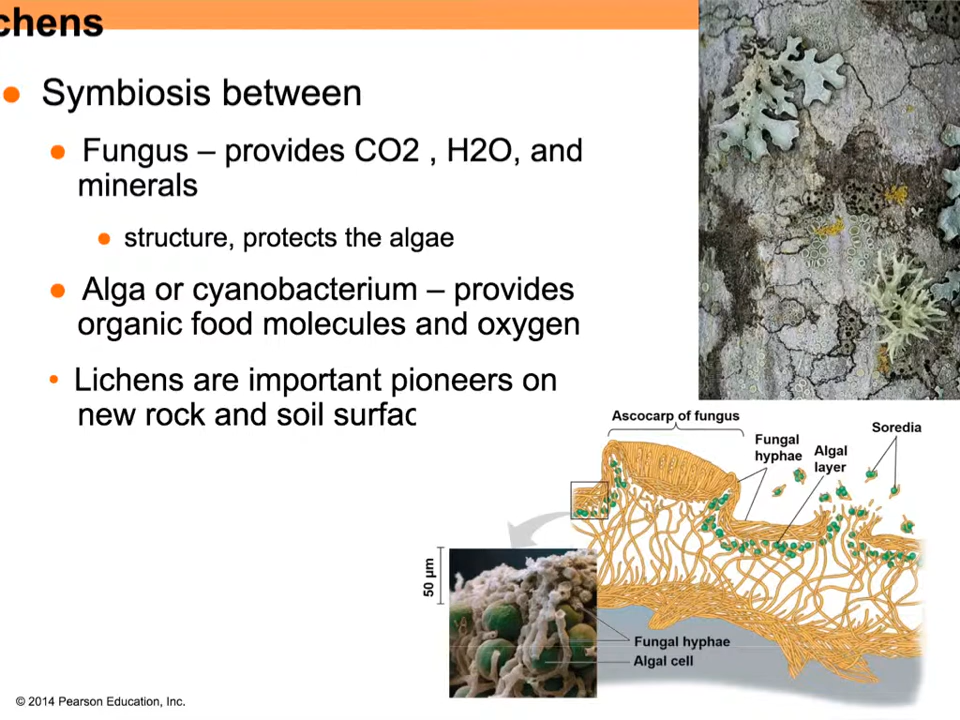 chens
Symbiosis between
Fungus – provides CO2 , H2O, and
minerals
structure, protects the algae
Alga or cyanobacterium – provides
organic food molecules and oxygen
Lichens are important pioneers on
new rock and soil surfac
Ascocarp of fungus
Fungal
hyphae
Algal
layer
Soredia
50 μm
Fungal hyphae
Algal cell
© 2014 Pearson Education, Inc.